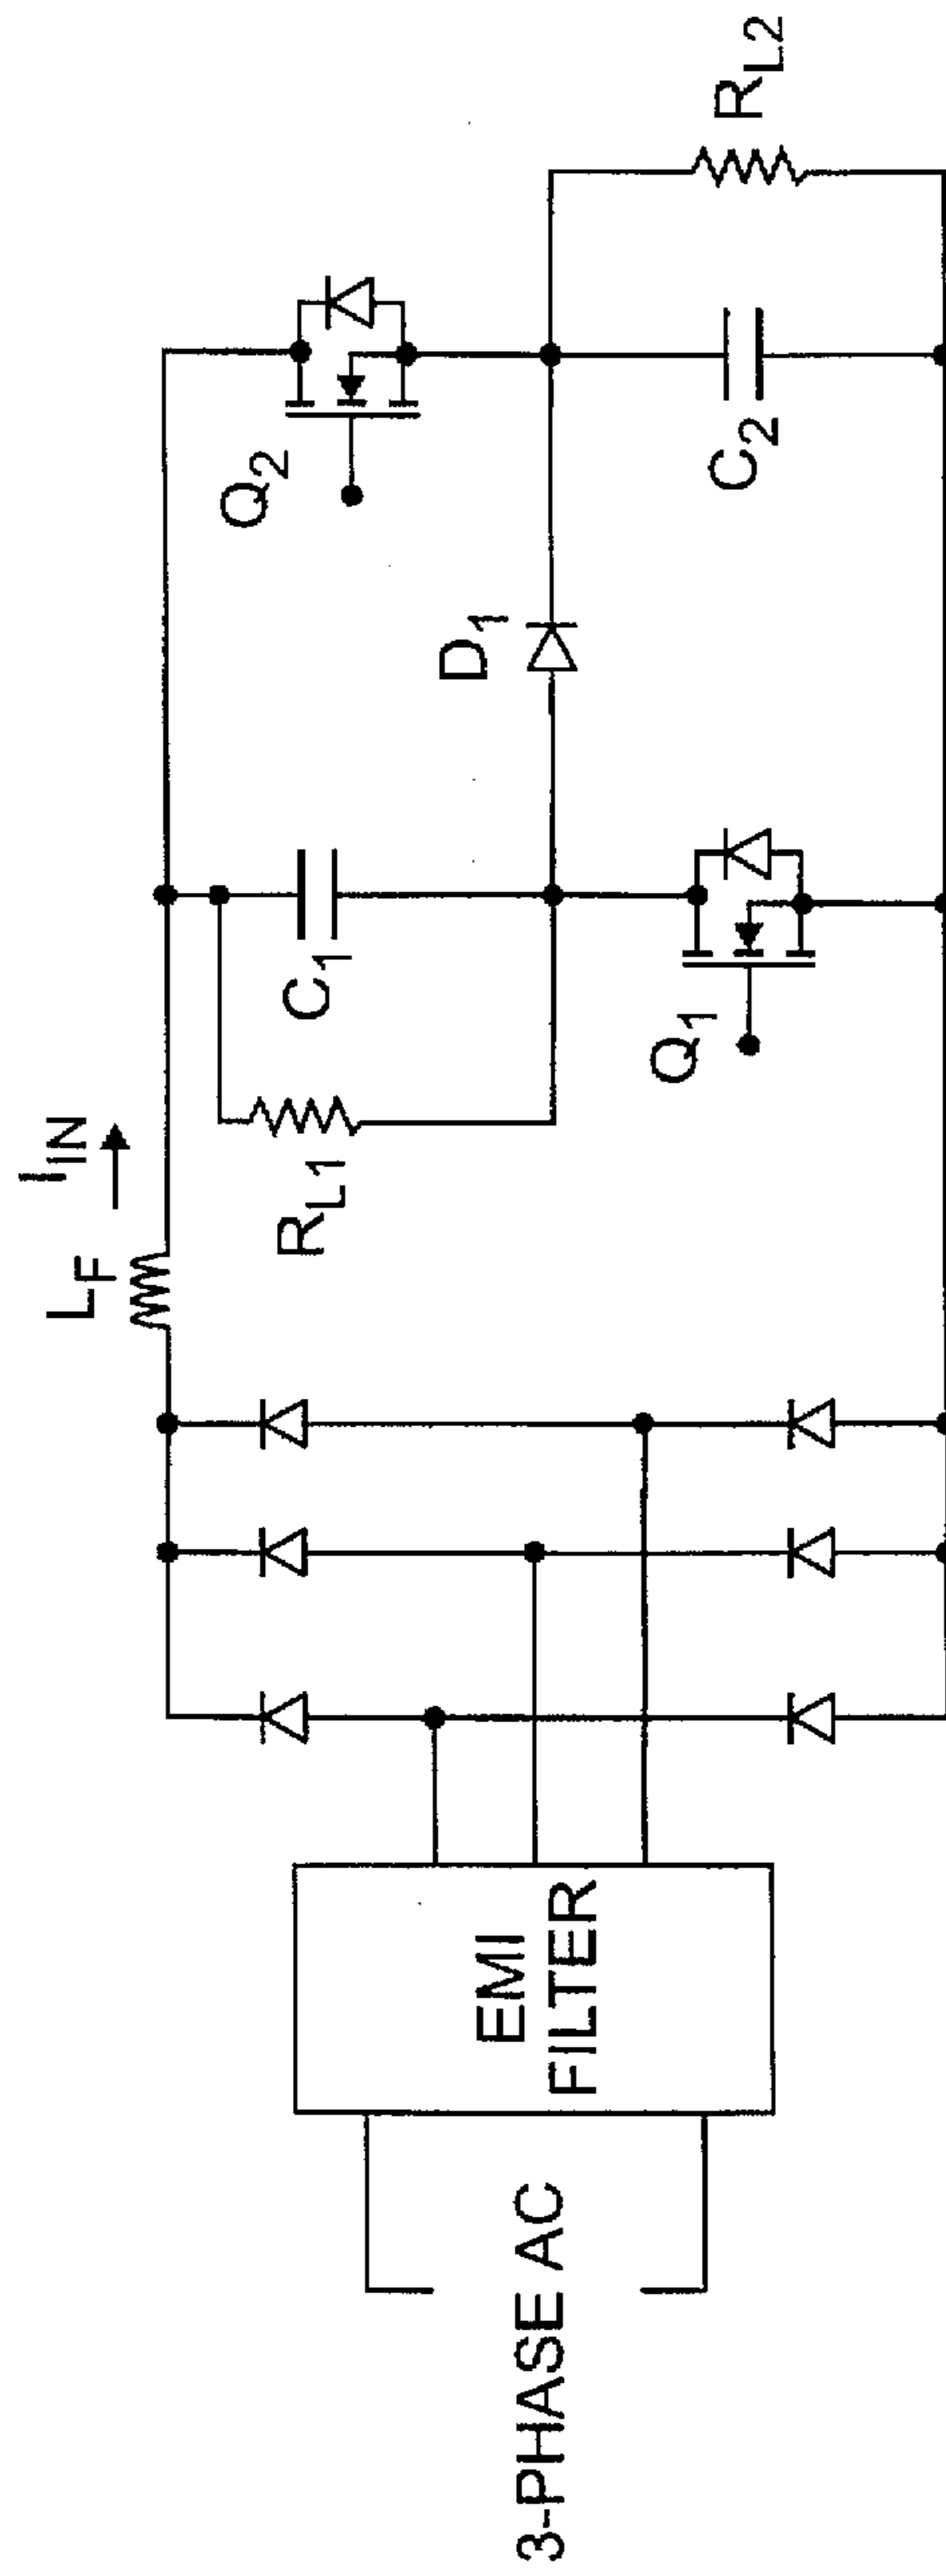 3-PHASE AC
EMI
FILTER
L_F
I_IN
R_L1
C_1
Q_1
D_1
Q_2
C_2
R_L2